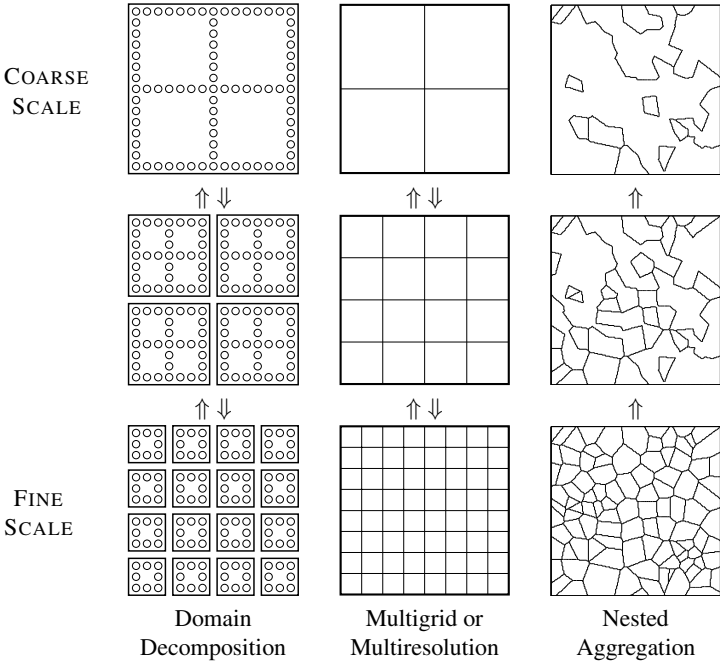 COARSE
SCALE
⇑ ⇓
⇑ ⇓
⇑
⇑ ⇓
⇑ ⇓
⇑
FINE
SCALE
Domain
Decomposition
Multigrid or
Multiresolution
Nested
Aggregation